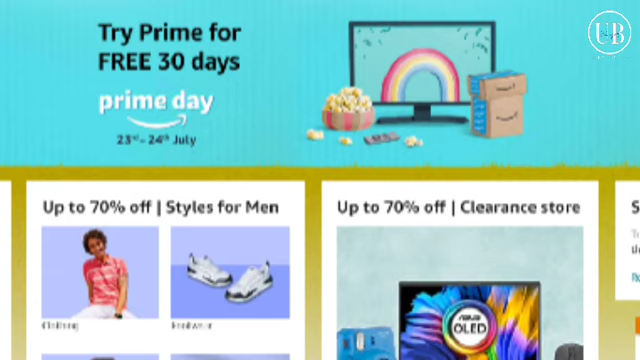 Try Prime for
FREE 30 days
prime day
23rd - 24th July
UB
Up to 70% off | Styles for Men
Up to 70% off | Clearance store
S
Clothing
Footwear
ASUS
OLED